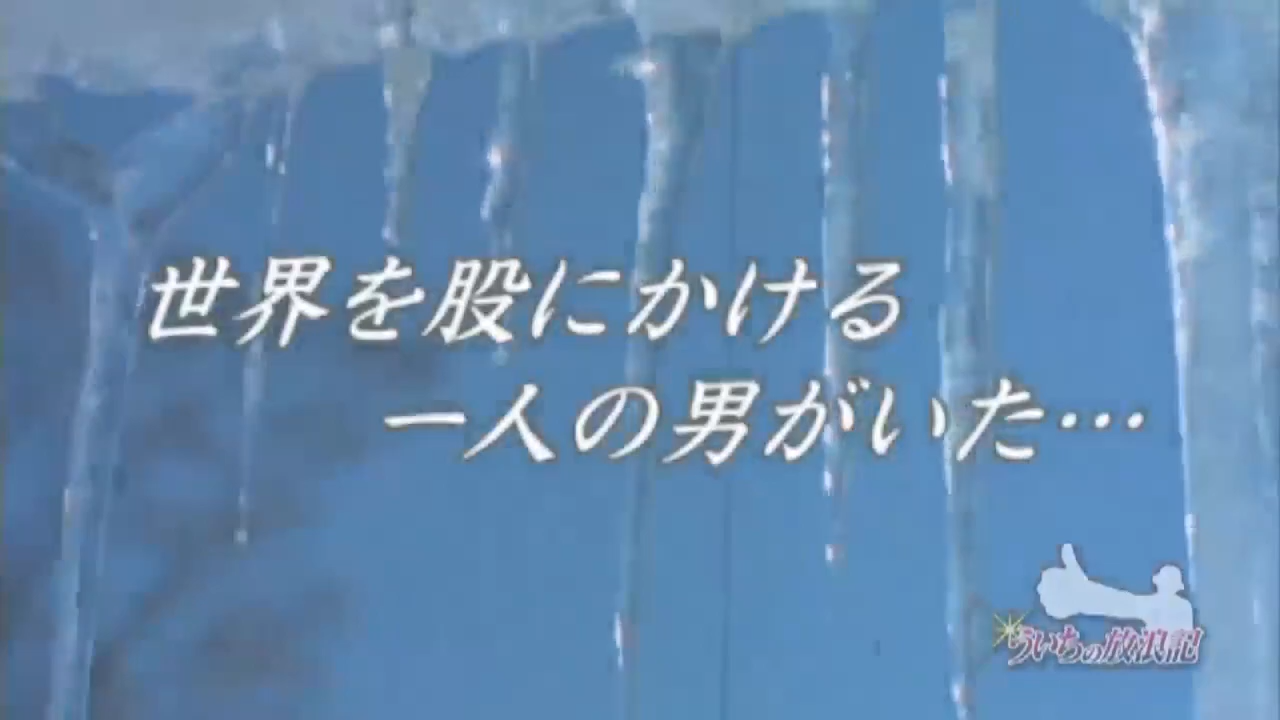 世界を股にかける
一人の男がいた…
ういちの放浪記